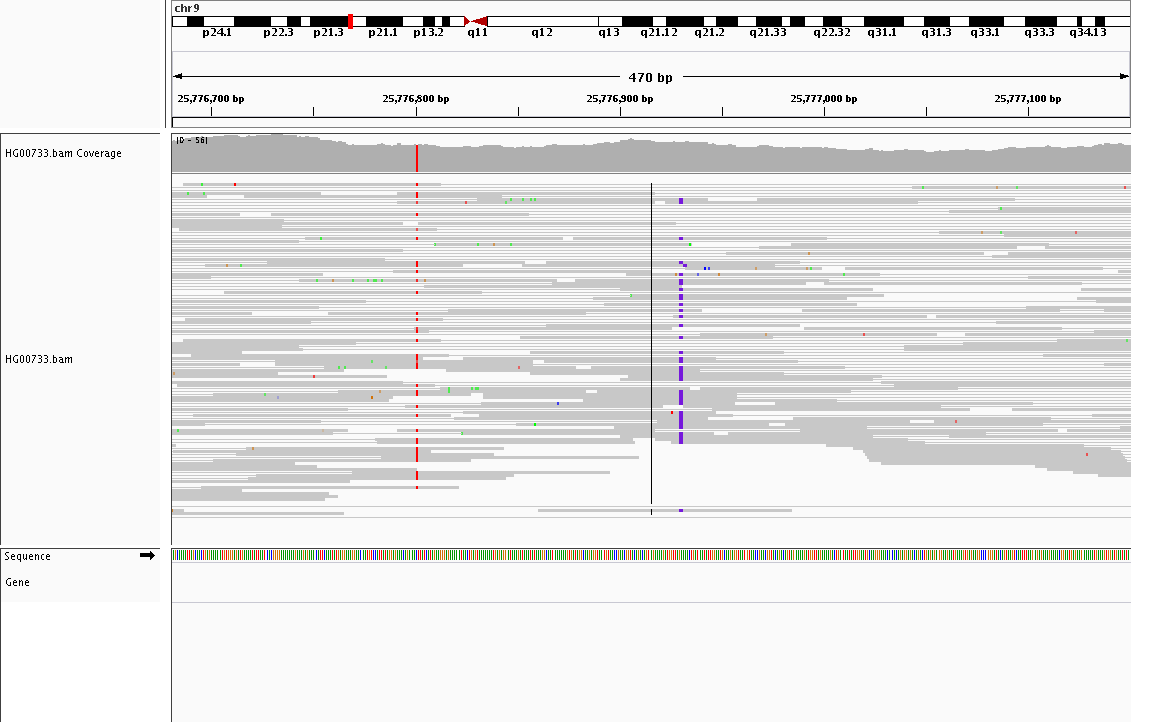 chr9
p24.1 p22.3 p21.3 p21.1 p13.2 q11 q12 q13 q21.12 q21.2 q21.33 q22.32 q31.1 q31.3 q33.1 q33.3 q34.13
470 bp
25,776,700 bp 25,776,800 bp 25,776,900 bp 25,777,000 bp 25,777,100 bp
[0 - 56]
HG00733.bam Coverage
HG00733.bam
Sequence
Gene